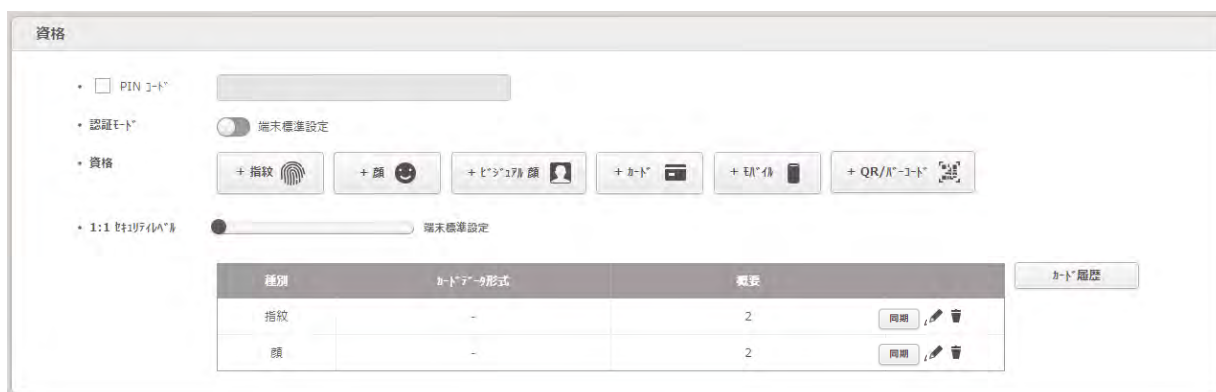 資格
• PIN ｺｰﾄﾞ
• 認証ﾓｰﾄﾞ 端末標準設定
• 資格 + 指紋 + 顔 + ﾋﾞｼﾞｭｱﾙ 顔 + ｶｰﾄﾞ + ﾓﾊﾞｲﾙ + QR/ﾊﾞｰｺｰﾄﾞ
• 1:1 ｾｷｭﾘﾃｨﾚﾍﾞﾙ 端末標準設定
種別 ｶｰﾄﾞﾃﾞｰﾀ形式 概要 ｶｰﾄﾞ履歴
指紋 - 2 同期
顔 - 2 同期